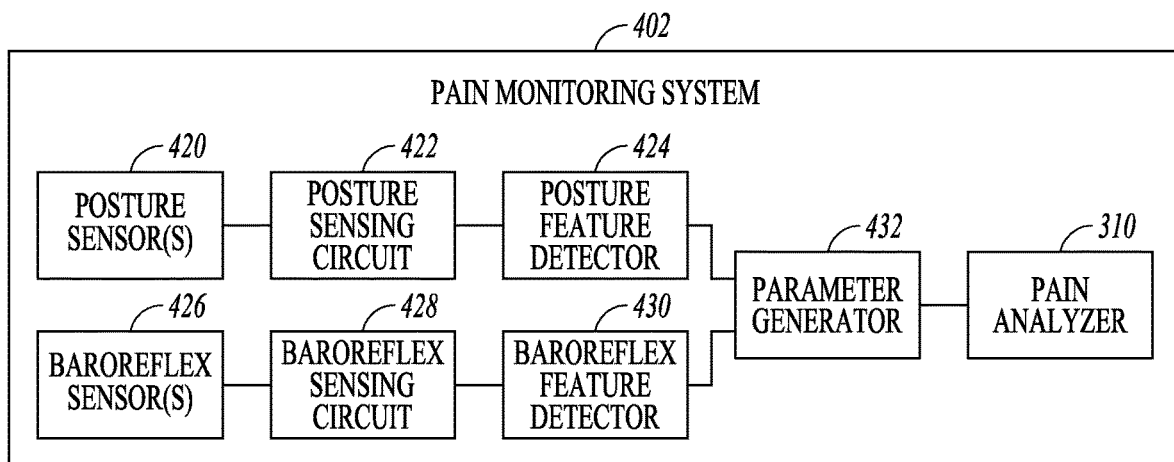 402
PAIN MONITORING SYSTEM
420
POSTURE
SENSOR(S)
422
POSTURE
SENSING
CIRCUIT
424
POSTURE
FEATURE
DETECTOR
432
PARAMETER
GENERATOR
310
PAIN
ANALYZER
426
BAROREFLEX
SENSOR(S)
428
BAROREFLEX
SENSING
CIRCUIT
430
BAROREFLEX
FEATURE
DETECTOR